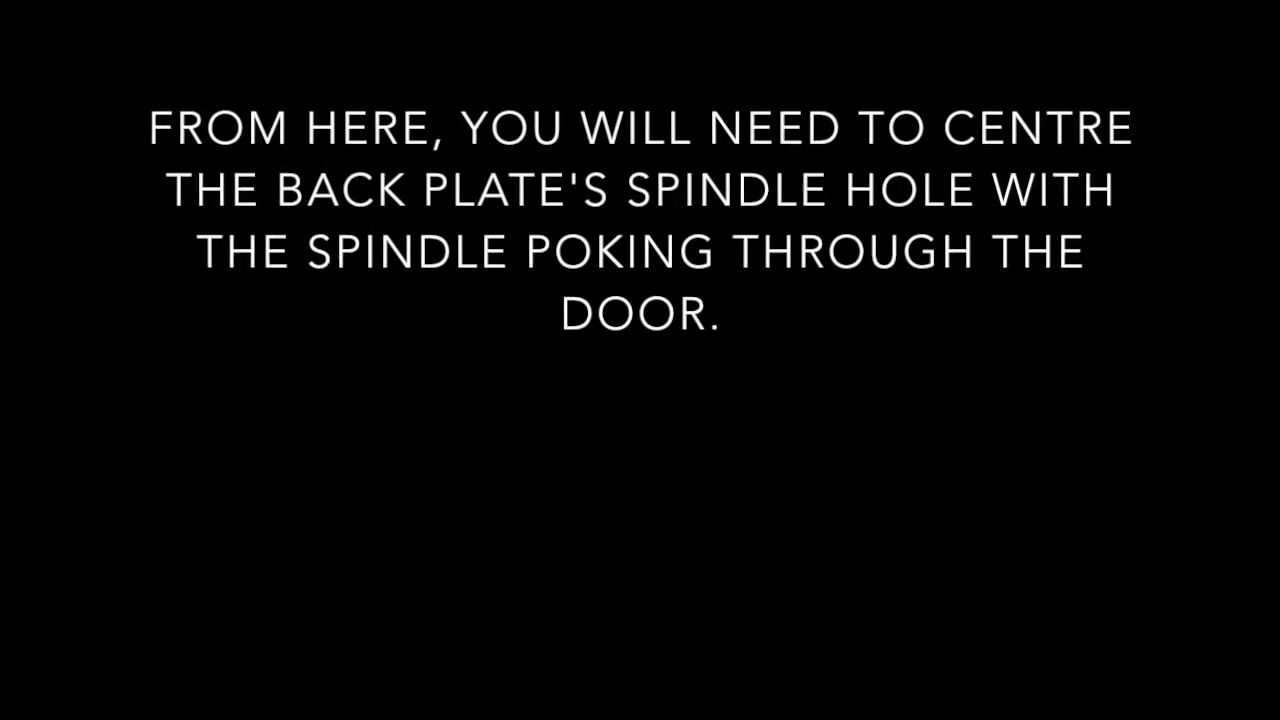 FROM HERE, YOU WILL NEED TO CENTRE
THE BACK PLATE'S SPINDLE HOLE WITH
THE SPINDLE POKING THROUGH THE
DOOR.